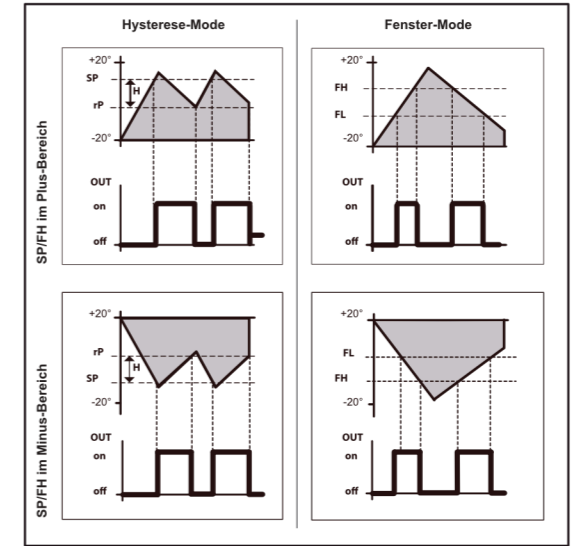 Hysterese-Mode
Fenster-Mode
SP/FH im Plus-Bereich
+20°
SP
H
rP
-20°
OUT
on
off
+20°
FH
FL
-20°
OUT
on
off
SP/FH im Minus-Bereich
+20°
rP
H
SP
-20°
OUT
on
off
+20°
FL
FH
-20°
OUT
on
off